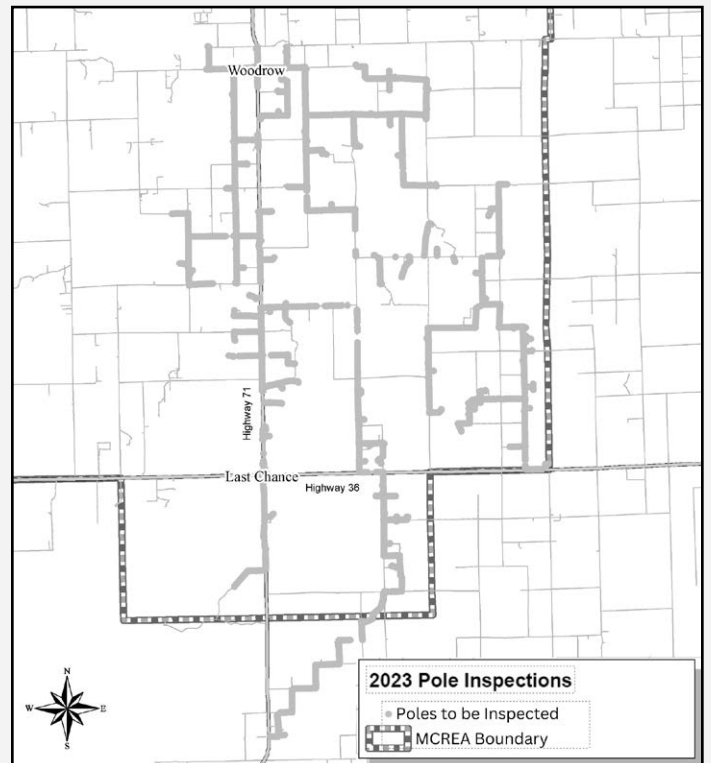 Woodrow
Highway 71
Last Chance
Highway 36
N
W
E
S
2023 Pole Inspections
Poles to be Inspected
MCREA Boundary